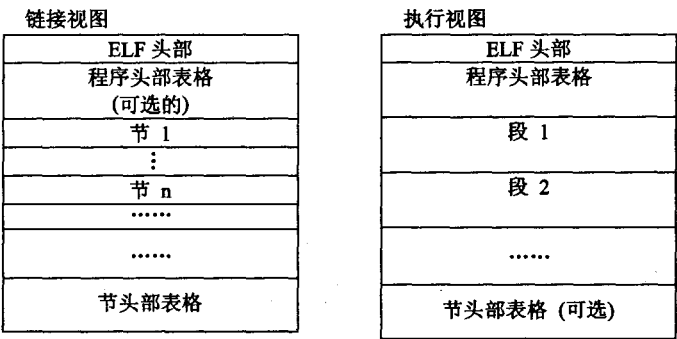 链接视图
ELF 头部
程序头部表格
(可选的)
节 1
⋮
节 n
……
……
节头部表格
执行视图
ELF 头部
程序头部表格
段 1
段 2
……
节头部表格 (可选)